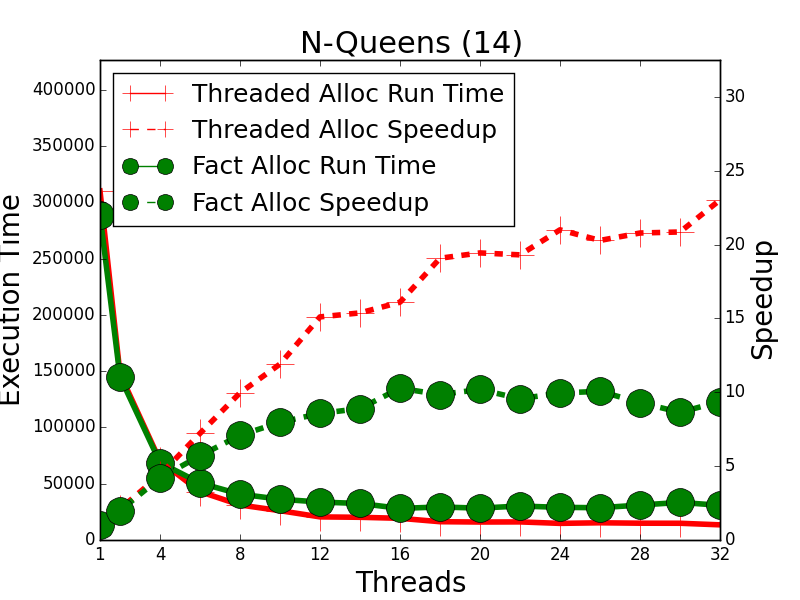 N-Queens (14)
Threaded Alloc Run Time
Threaded Alloc Speedup
Fact Alloc Run Time
Fact Alloc Speedup
Execution Time
400000
350000
300000
250000
200000
150000
100000
50000
0
30
25
20
15
10
5
0
Speedup
1 4 8 12 16 20 24 28 32
Threads